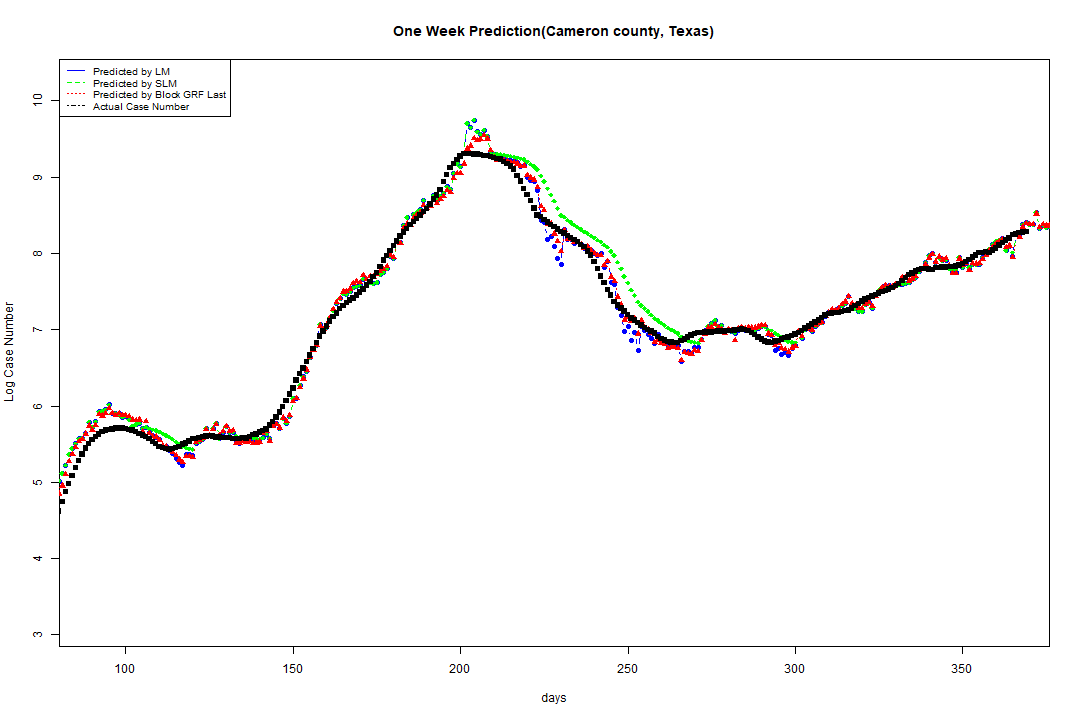 One Week Prediction(Cameron county, Texas)
Predicted by LM
Predicted by SLM
Predicted by Block GRF Last
Actual Case Number
10
9
8
7
6
5
4
3
Log Case Number
100 150 200 250 300 350
days